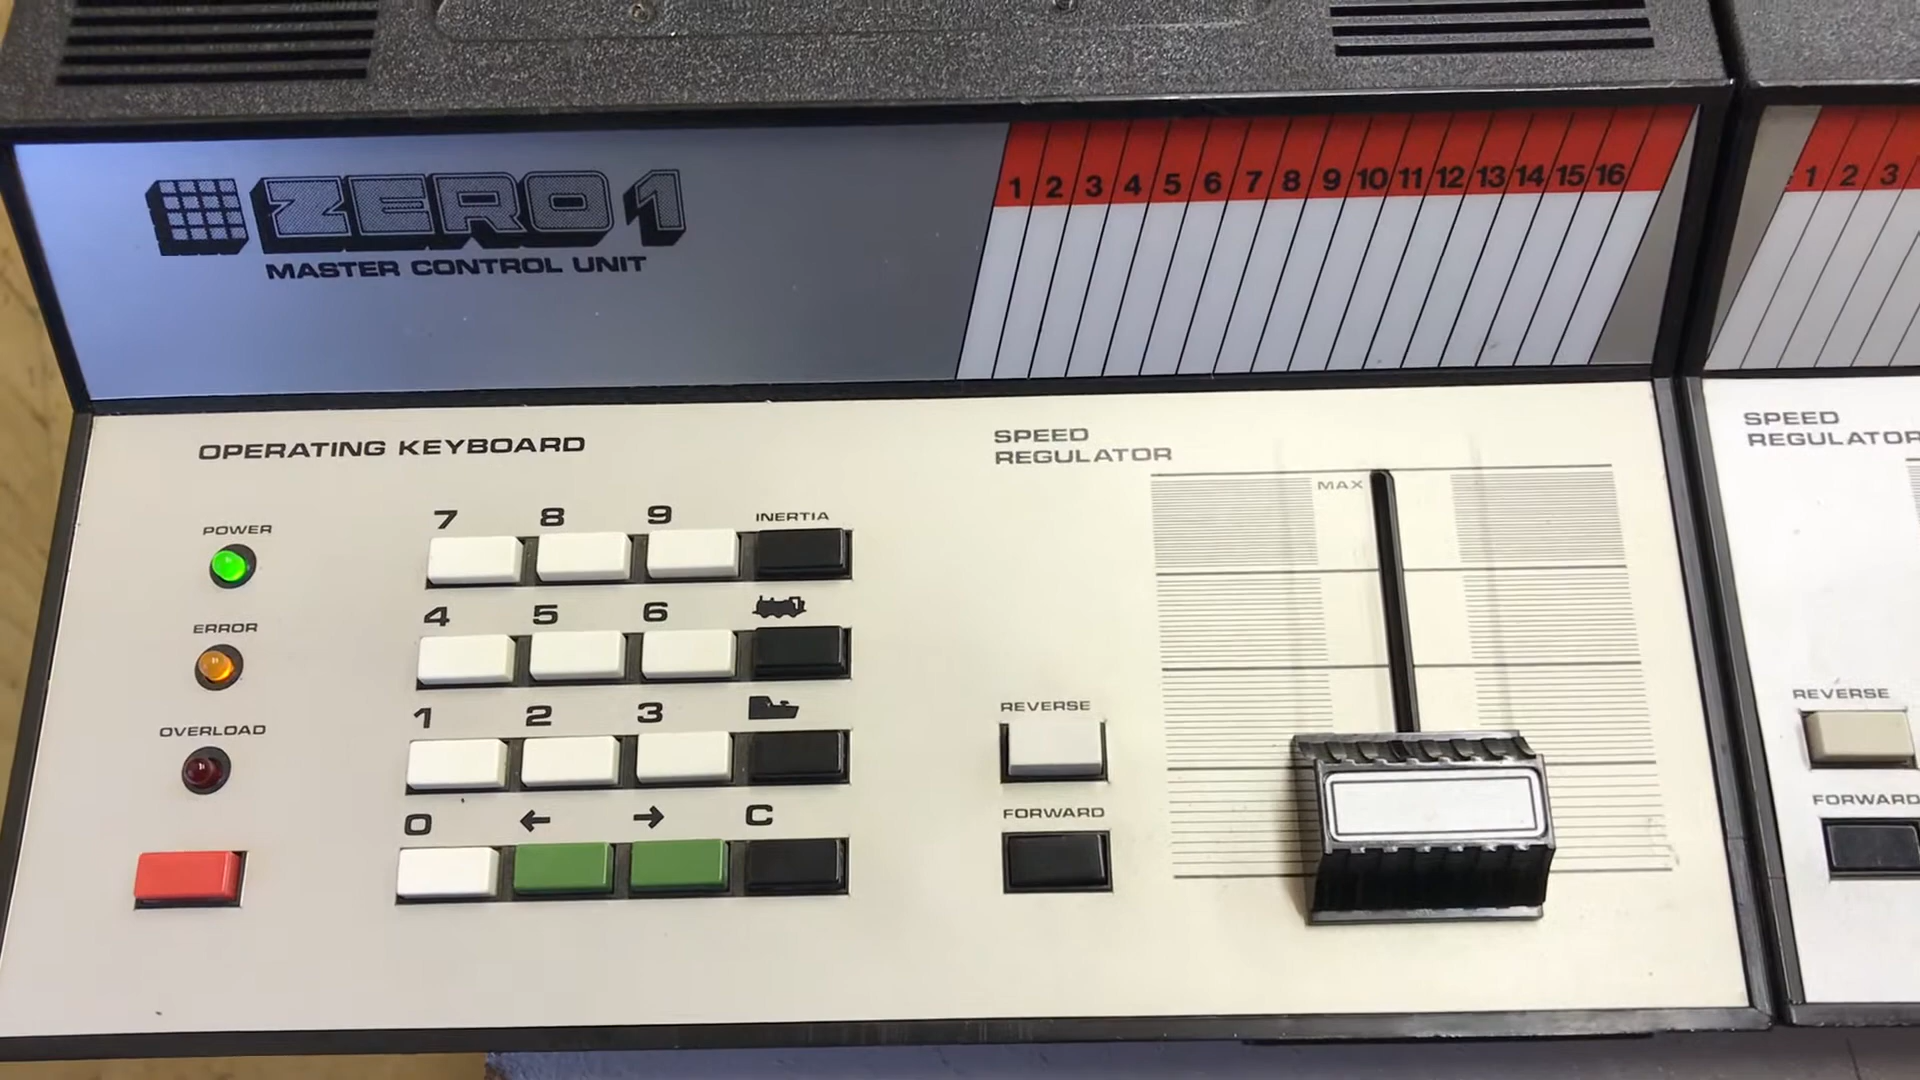 ZERO 1
MASTER CONTROL UNIT
1 2 3 4 5 6 7 8 9 10 11 12 13 14 15 16
1 2 3
OPERATING KEYBOARD
POWER
ERROR
OVERLOAD
7 8 9 INERTIA
4 5 6
1 2 3
0 ← → C
SPEED
REGULATOR
MAX
REVERSE
FORWARD
SPEED
REGULATOR
REVERSE
FORWARD